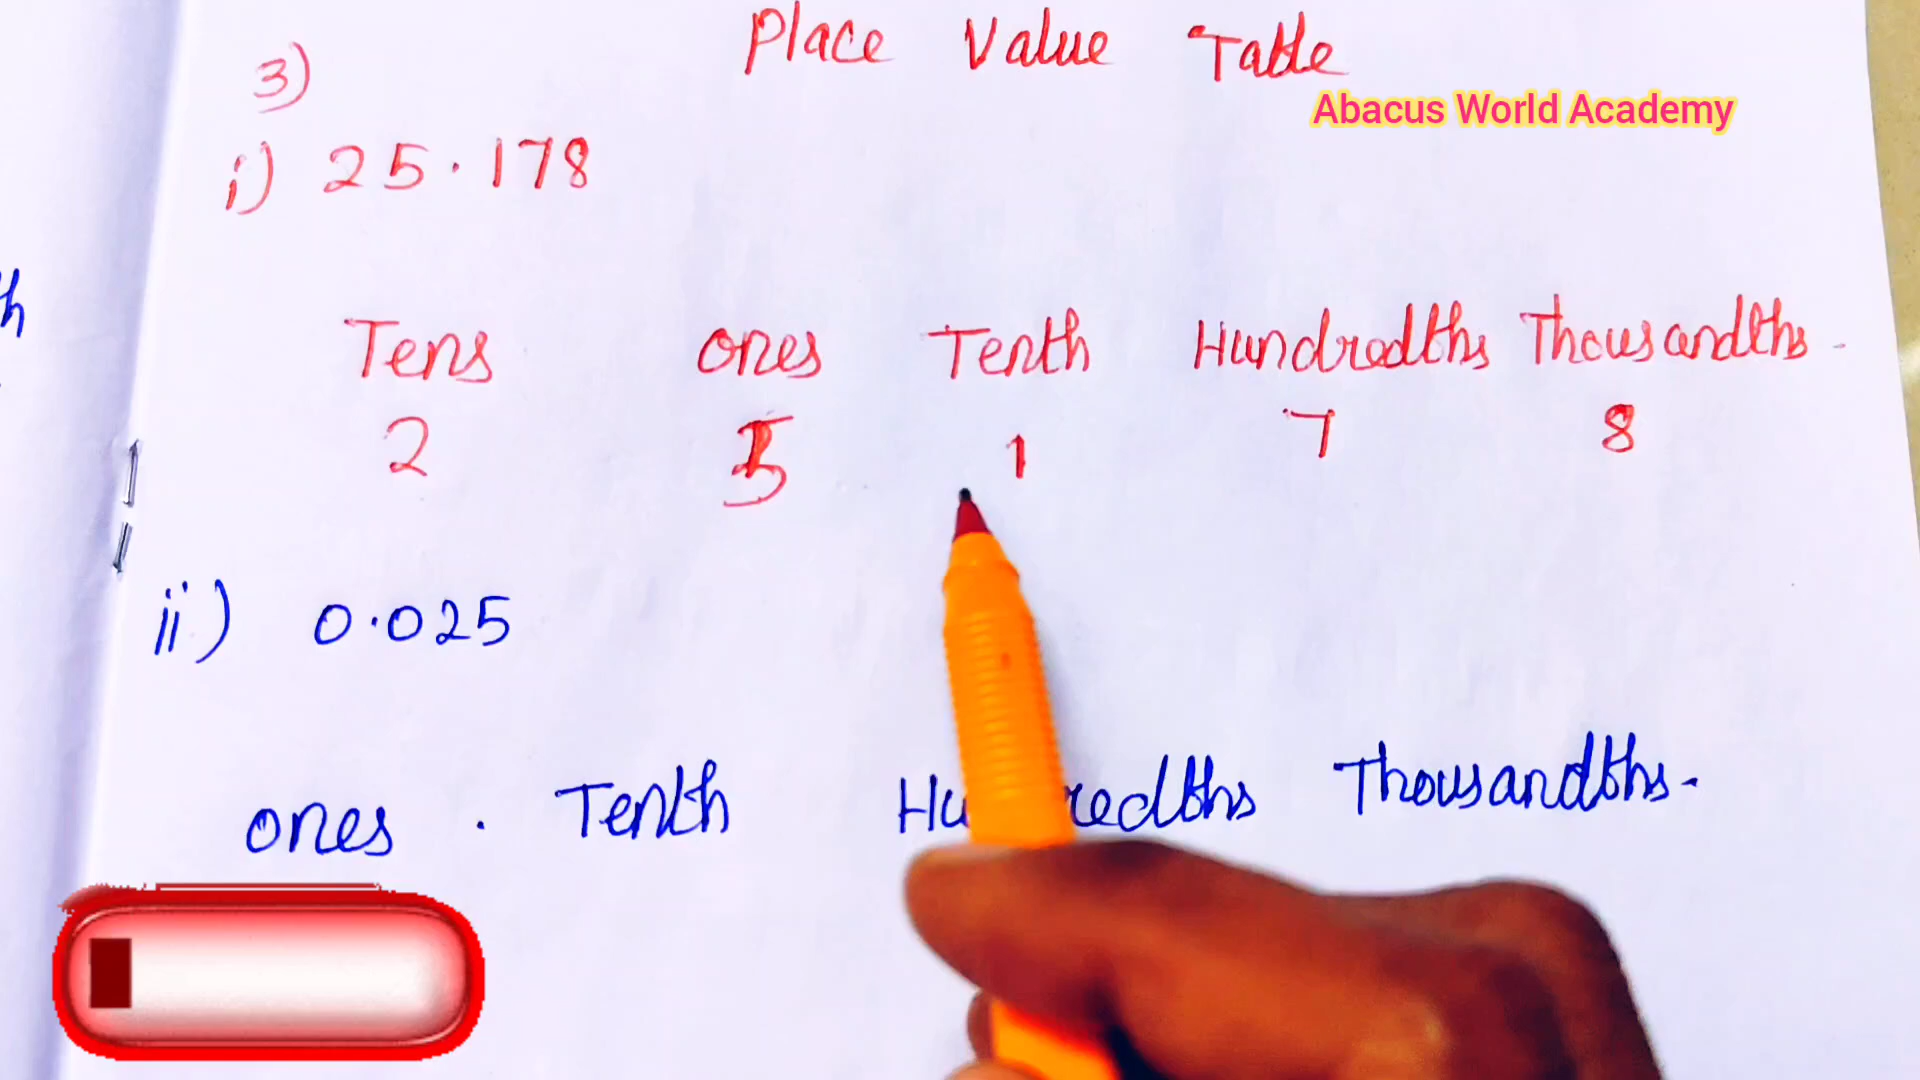 Place Value Table
Abacus World Academy
3)
i) 25.178
Tens ones Tenth Hundredths Thousandths.
2 5 1 7 8
ii) 0.025
ones . Tenth Thousandths.